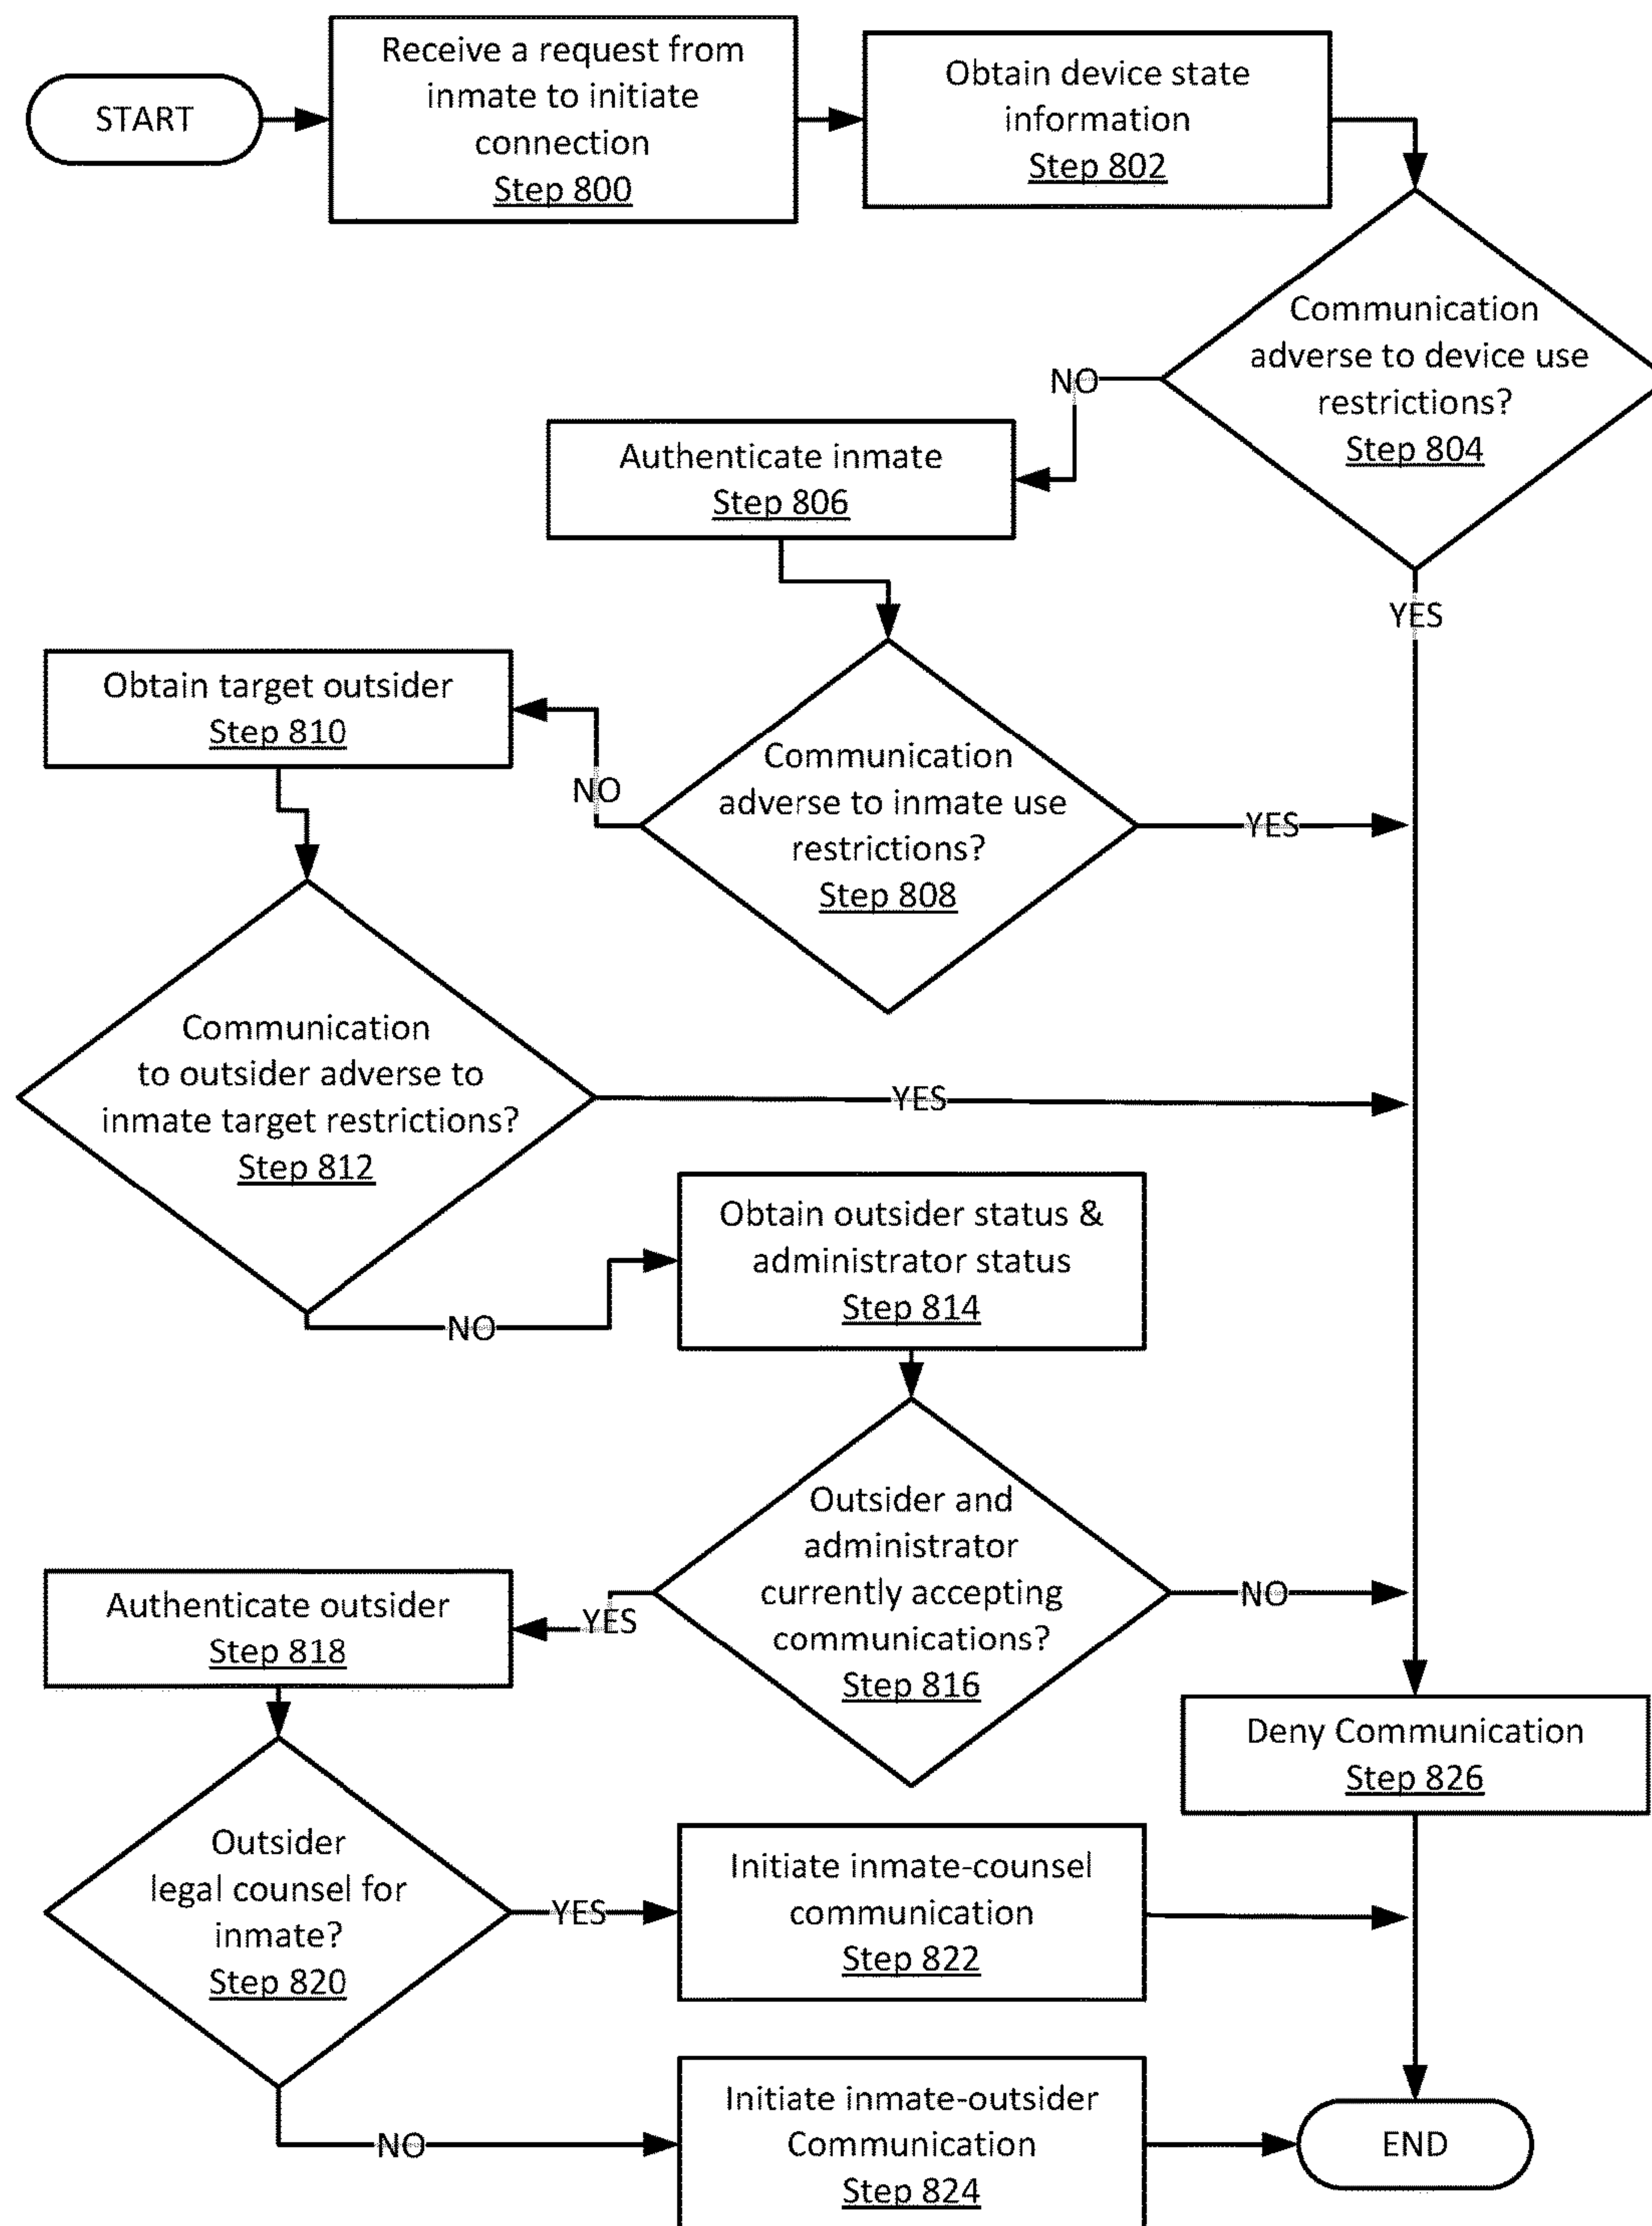 START
Receive a request from
inmate to initiate
connection
Step 800
Obtain device state
information
Step 802
Communication
adverse to device use
restrictions?
Step 804
NO
YES
Authenticate inmate
Step 806
Communication
adverse to inmate use
restrictions?
Step 808
NO
YES
Obtain target outsider
Step 810
Communication
to outsider adverse to
inmate target restrictions?
Step 812
YES
NO
Obtain outsider status &
administrator status
Step 814
Outsider and
administrator
currently accepting
communications?
Step 816
YES
NO
Authenticate outsider
Step 818
Deny Communication
Step 826
Outsider
legal counsel for
inmate?
Step 820
YES
Initiate inmate-counsel
communication
Step 822
NO
Initiate inmate-outsider
Communication
Step 824
END